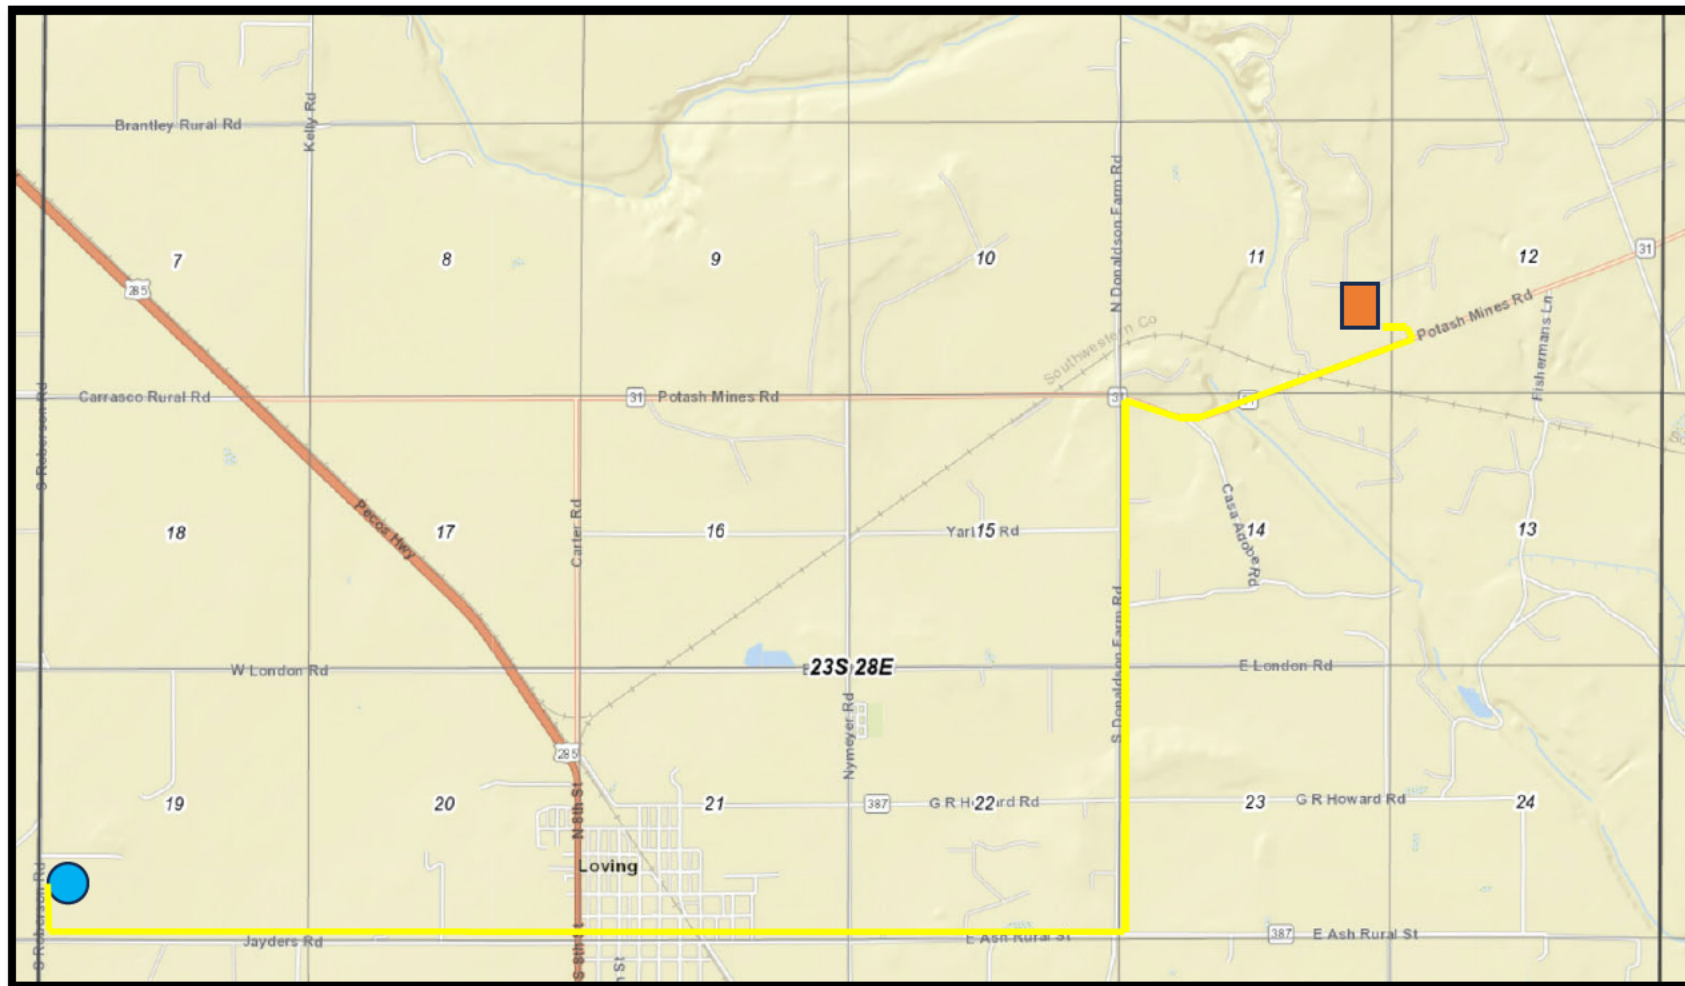 Brantley Rural Rd
Kelly Rd
N Donaldson Farm Rd
7
8
9
10
11
12
31
285
Southwestern Co
Potash Mines Rd
Fishermans Ln
S Roberson Rd
Carrasco Rural Rd
31
Potash Mines Rd
31
Pecos Hwy
Carter Rd
Casa Adobe Rd
18
17
16
15
Rd
14
13
S Donaldson Farm Rd
W London Rd
23S 28E
E London Rd
Nymeyer Rd
285
19
20
N 8th St
21
387
G R Howard Rd
22
23
G R Howard Rd
24
Loving
S Roberson Rd
Jayders Rd
S 8th St
E Ash Rural St
387
E Ash Rural St